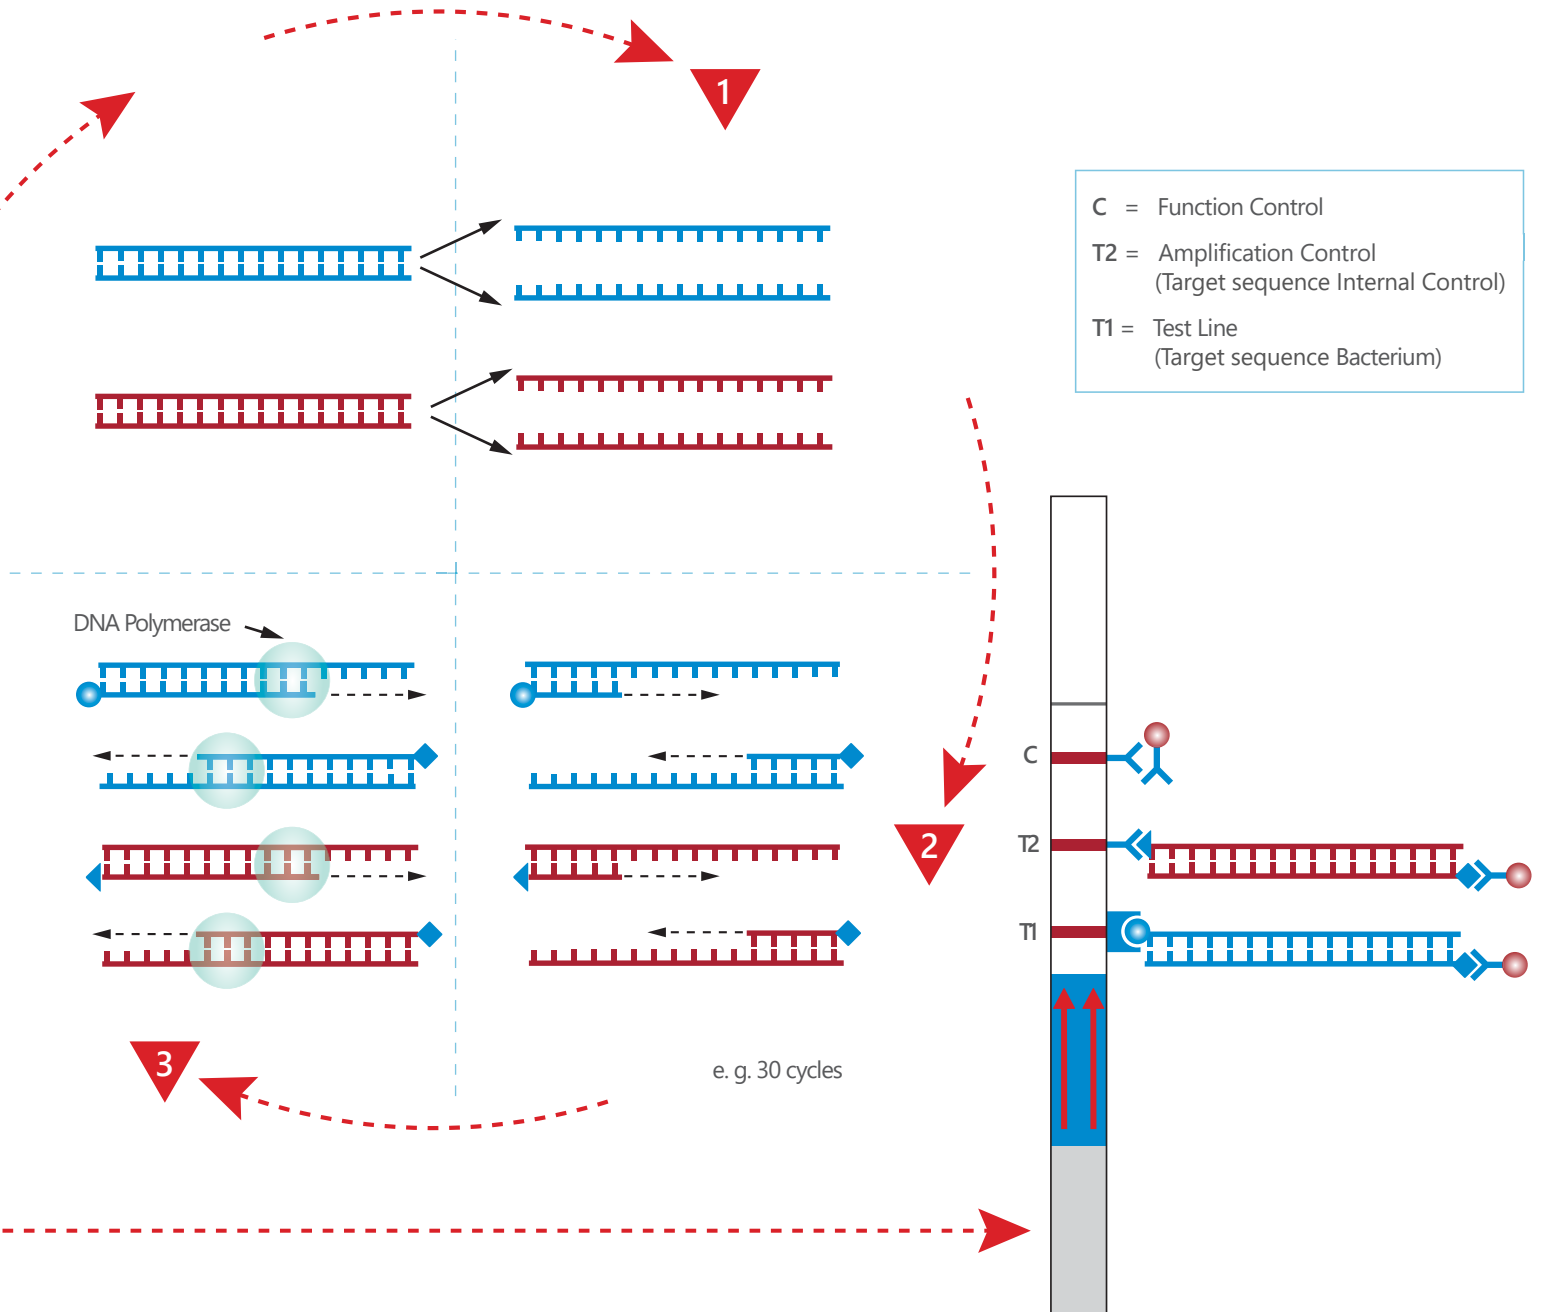 1
C = Function Control
T2 = Amplification Control
(Target sequence Internal Control)
T1 = Test Line
(Target sequence Bacterium)
DNA Polymerase
C
T2
2
T1
3
e. g. 30 cycles